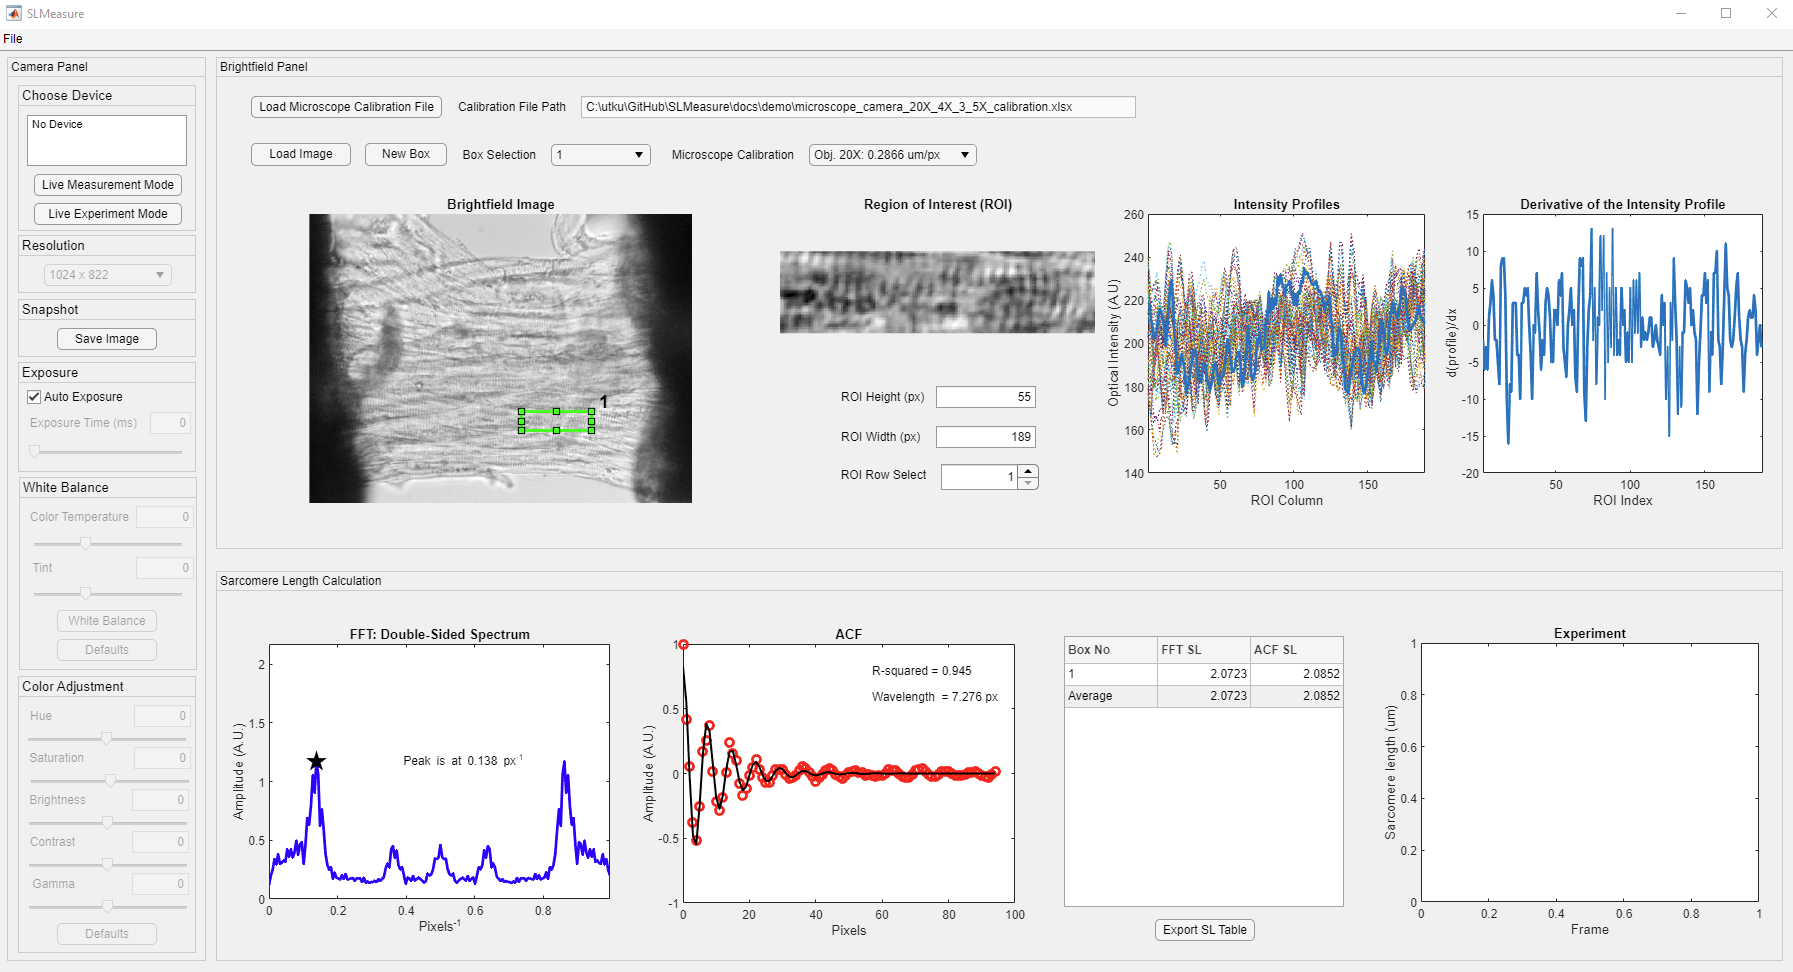 SLMeasure
File
Camera Panel
Choose Device
No Device
Live Measurement Mode
Live Experiment Mode
Resolution
1024 x 822
Snapshot
Save Image
Exposure
Auto Exposure
Exposure Time (ms) 0
White Balance
Color Temperature 0
Tint 0
White Balance
Defaults
Color Adjustment
Hue 0
Saturation 0
Brightness 0
Contrast 0
Gamma 0
Defaults
Brightfield Panel
Load Microscope Calibration File Calibration File Path C:\utku\GitHub\SLMeasure\docs\demo\microscope_camera_20X_4X_3_5X_calibration.xlsx
Load Image New Box Box Selection 1 Microscope Calibration Obj. 20X: 0.2866 um/px
Brightfield Image
1
Region of Interest (ROI)
ROI Height (px) 55
ROI Width (px) 189
ROI Row Select 1
Intensity Profiles
Optical Intensity (A.U)
260
240
220
200
180
160
140
50 100 150
ROI Column
Derivative of the Intensity Profile
d(profile)/dx
15
10
5
0
-5
-10
-15
-20
50 100 150
ROI Index
Sarcomere Length Calculation
FFT: Double-Sided Spectrum
Amplitude (A.U.)
2
1.5
1
0.5
0
Peak is at 0.138 px-1
0 0.2 0.4 0.6 0.8
Pixels-1
ACF
Amplitude (A.U.)
1
0.5
0
-0.5
-1
R-squared = 0.945
Wavelength = 7.276 px
0 20 40 60 80 100
Pixels
Box No FFT SL ACF SL
1 2.0723 2.0852
Average 2.0723 2.0852
Export SL Table
Experiment
Sarcomere length (um)
1
0.8
0.6
0.4
0.2
0
0 0.2 0.4 0.6 0.8 1
Frame